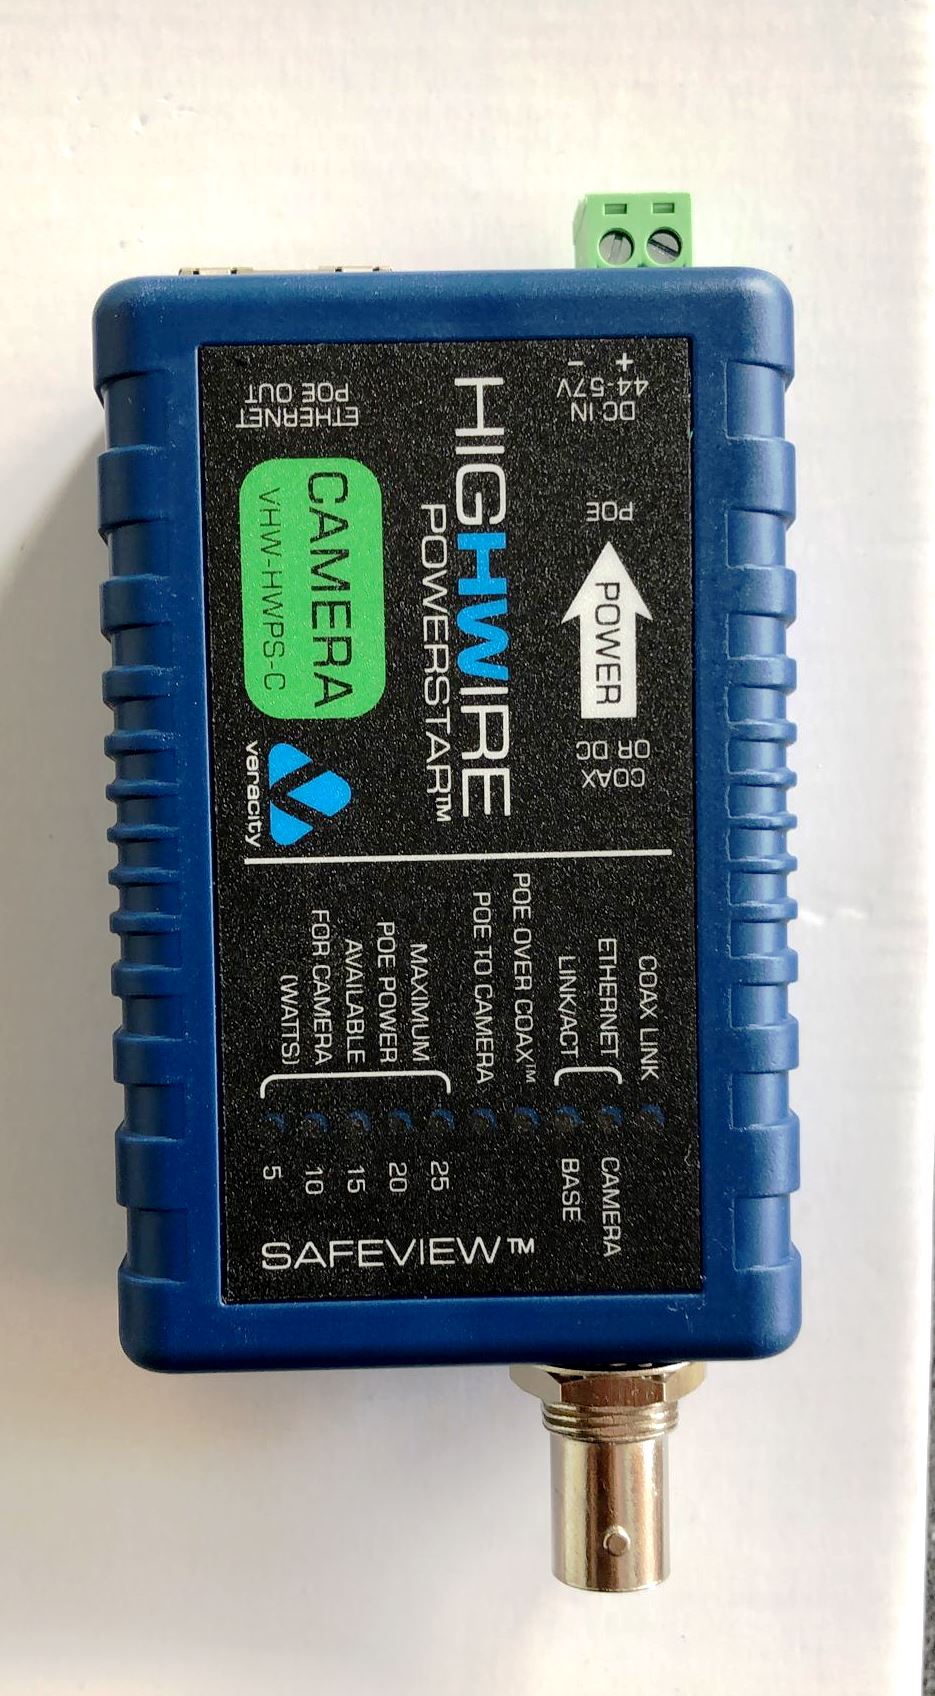 ETHERNET
POE OUT
CAMERA
VHW-HWPS-C
veracity
HIGHWIRE
POWERSTAR™
DC IN
44-57V
+ -
POE
POWER
COAX
OR DC
COAX LINK
ETHERNET
LINK/ACT
CAMERA
BASE
POE OVER COAX™
POE TO CAMERA
MAXIMUM
POE POWER
AVAILABLE
FOR CAMERA
(WATTS)
25
20
15
10
5
SAFEVIEW™